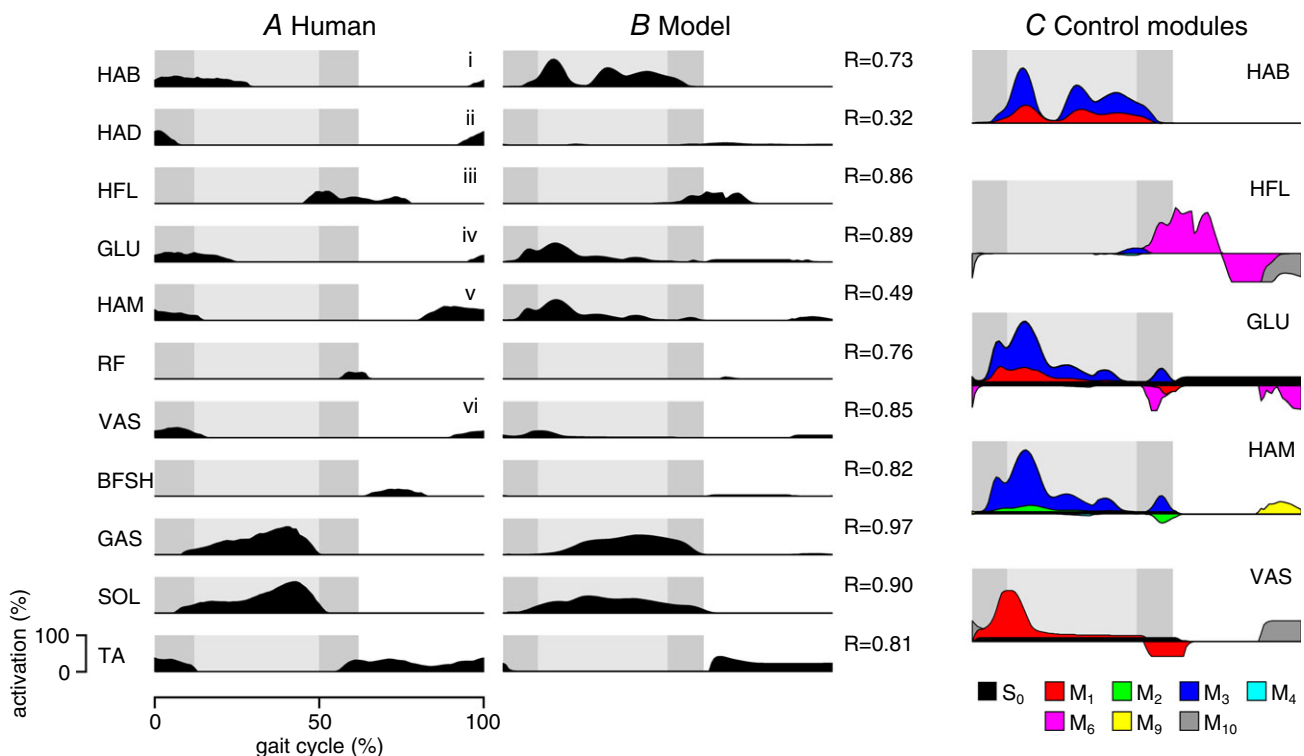 A Human
B Model
C Control modules
HAB
i
R=0.73
HAB
HAD
ii
R=0.32
HFL
iii
R=0.86
HFL
GLU
iv
R=0.89
GLU
HAM
v
R=0.49
HAM
RF
R=0.76
VAS
vi
R=0.85
VAS
BFSH
R=0.82
GAS
R=0.97
SOL
R=0.90
TA
R=0.81
activation (%)
100
0
0
50
100
gait cycle (%)
S₀ M₁ M₂ M₃ M₄
M₆ M₉ M₁₀